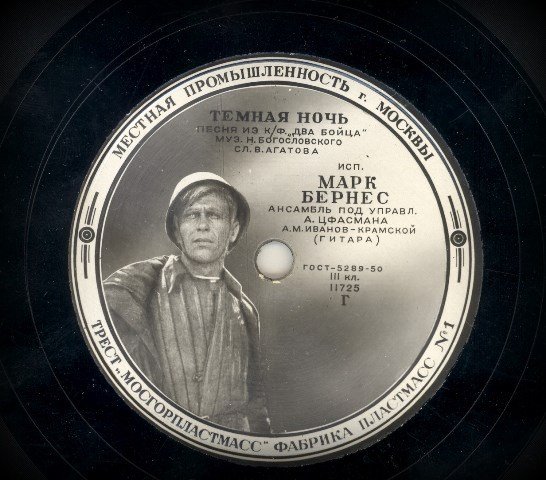 МЕСТНАЯ ПРОМЫШЛЕННОСТЬ г. МОСКВЫ
ТЕМНАЯ НОЧЬ
ПЕСНЯ ИЗ К/Ф. „ДВА БОЙЦА"
МУЗ. Н. БОГОСЛОВСКОГО
СЛ. В. АГАТОВА
ИСП.
МАРК
БЕРНЕС
АНСАМБЛЬ ПОД УПРАВЛ.
А. ЦФАСМАНА
А.М. ИВАНОВ-КРАМСКОЙ
(ГИТАРА)
ГОСТ-5289-50
III кл.
11725
Г
ТРЕСТ „МОСГОРПЛАСТМАСС" ФАБРИКА ПЛАСТМАСС №1